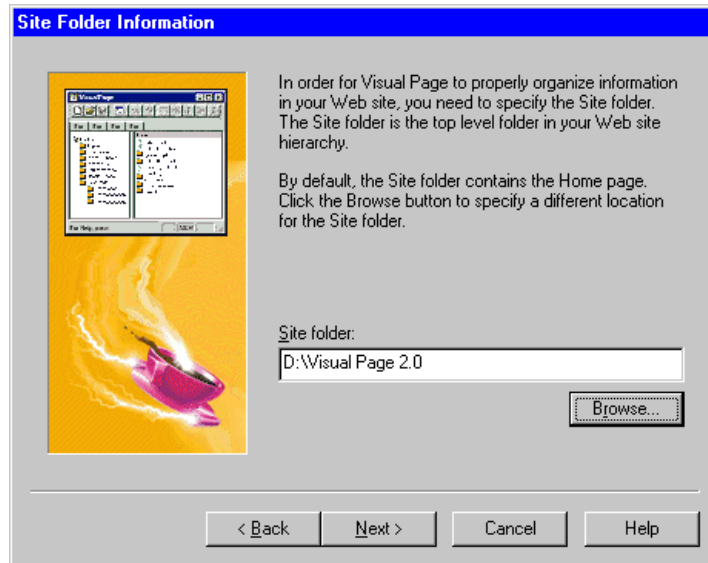 Site Folder Information
VisualPage
In order for Visual Page to properly organize information
in your Web site, you need to specify the Site folder.
The Site folder is the top level folder in your Web site
hierarchy.
By default, the Site folder contains the Home page.
Click the Browse button to specify a different location
for the Site folder.
Site folder:
D:\Visual Page 2.0
Browse...
< Back
Next >
Cancel
Help